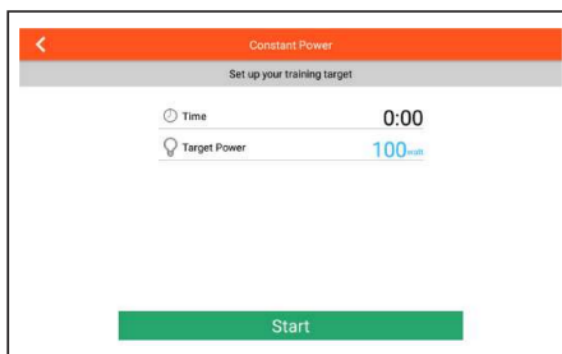 Constant Power
Set up your training target
Time 0:00
Target Power 100watt
Start